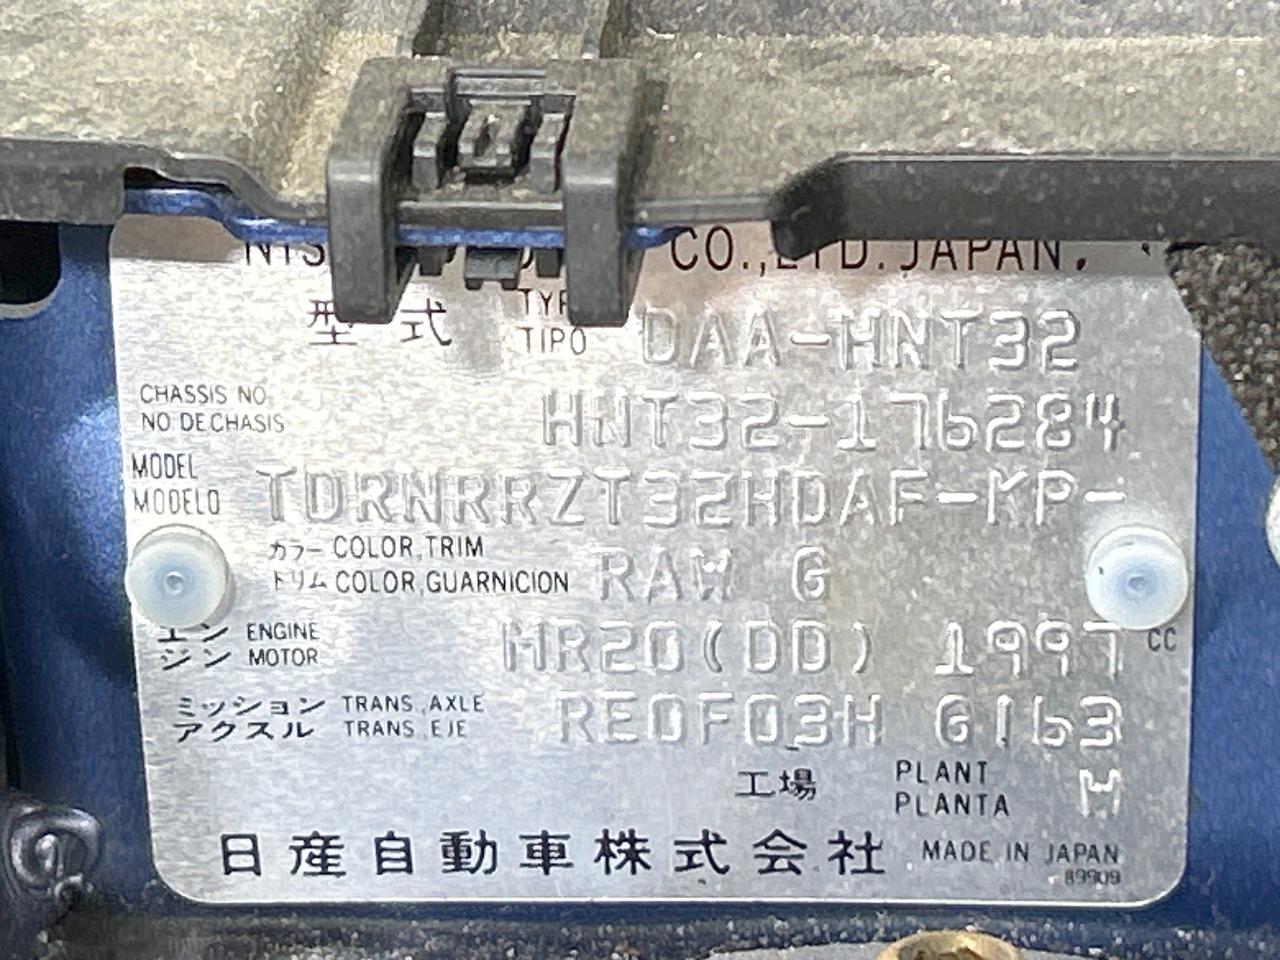 NIS CO.,LTD.JAPAN.
型式 TYPE DAA-HNT32
TIPO
CHASSIS NO.
NO DE CHASIS HNT32-176284
MODEL
MODELO TDRNRRZT32HDAF-KP-
カラー COLOR,TRIM
トリム COLOR,GUARNICION RAW G
エン ENGINE
ジン MOTOR MR20(DD) 1997 CC
ミッション TRANS.AXLE
アクスル TRANS.EJE RE0F03H G163
工場 PLANT
PLANTA M
日産自動車株式会社 MADE IN JAPAN
89909